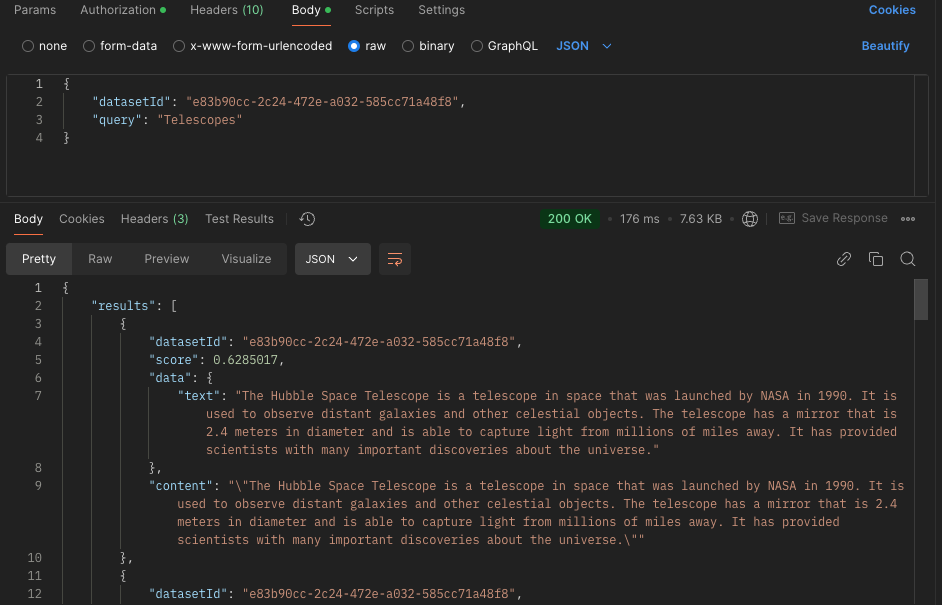 Params Authorization Headers (10) Body Scripts Settings Cookies
none form-data x-www-form-urlencoded raw binary GraphQL JSON Beautify
1 {
2 "datasetId": "e83b90cc-2c24-472e-a032-585cc71a48f8",
3 "query": "Telescopes"
4 }
Body Cookies Headers (3) Test Results 200 OK 176 ms 7.63 KB Save Response
Pretty Raw Preview Visualize JSON
1 {
2 "results": [
3 {
4 "datasetId": "e83b90cc-2c24-472e-a032-585cc71a48f8",
5 "score": 0.6285017,
6 "data": {
7 "text": "The Hubble Space Telescope is a telescope in space that was launched by NASA in 1990. It is
used to observe distant galaxies and other celestial objects. The telescope has a mirror that is
2.4 meters in diameter and is able to capture light from millions of miles away. It has provided
scientists with many important discoveries about the universe."
8 },
9 "content": "\"The Hubble Space Telescope is a telescope in space that was launched by NASA in 1990. It is
used to observe distant galaxies and other celestial objects. The telescope has a mirror that is 2.4
meters in diameter and is able to capture light from millions of miles away. It has provided
scientists with many important discoveries about the universe.\""
10 },
11 {
12 "datasetId": "e83b90cc-2c24-472e-a032-585cc71a48f8",